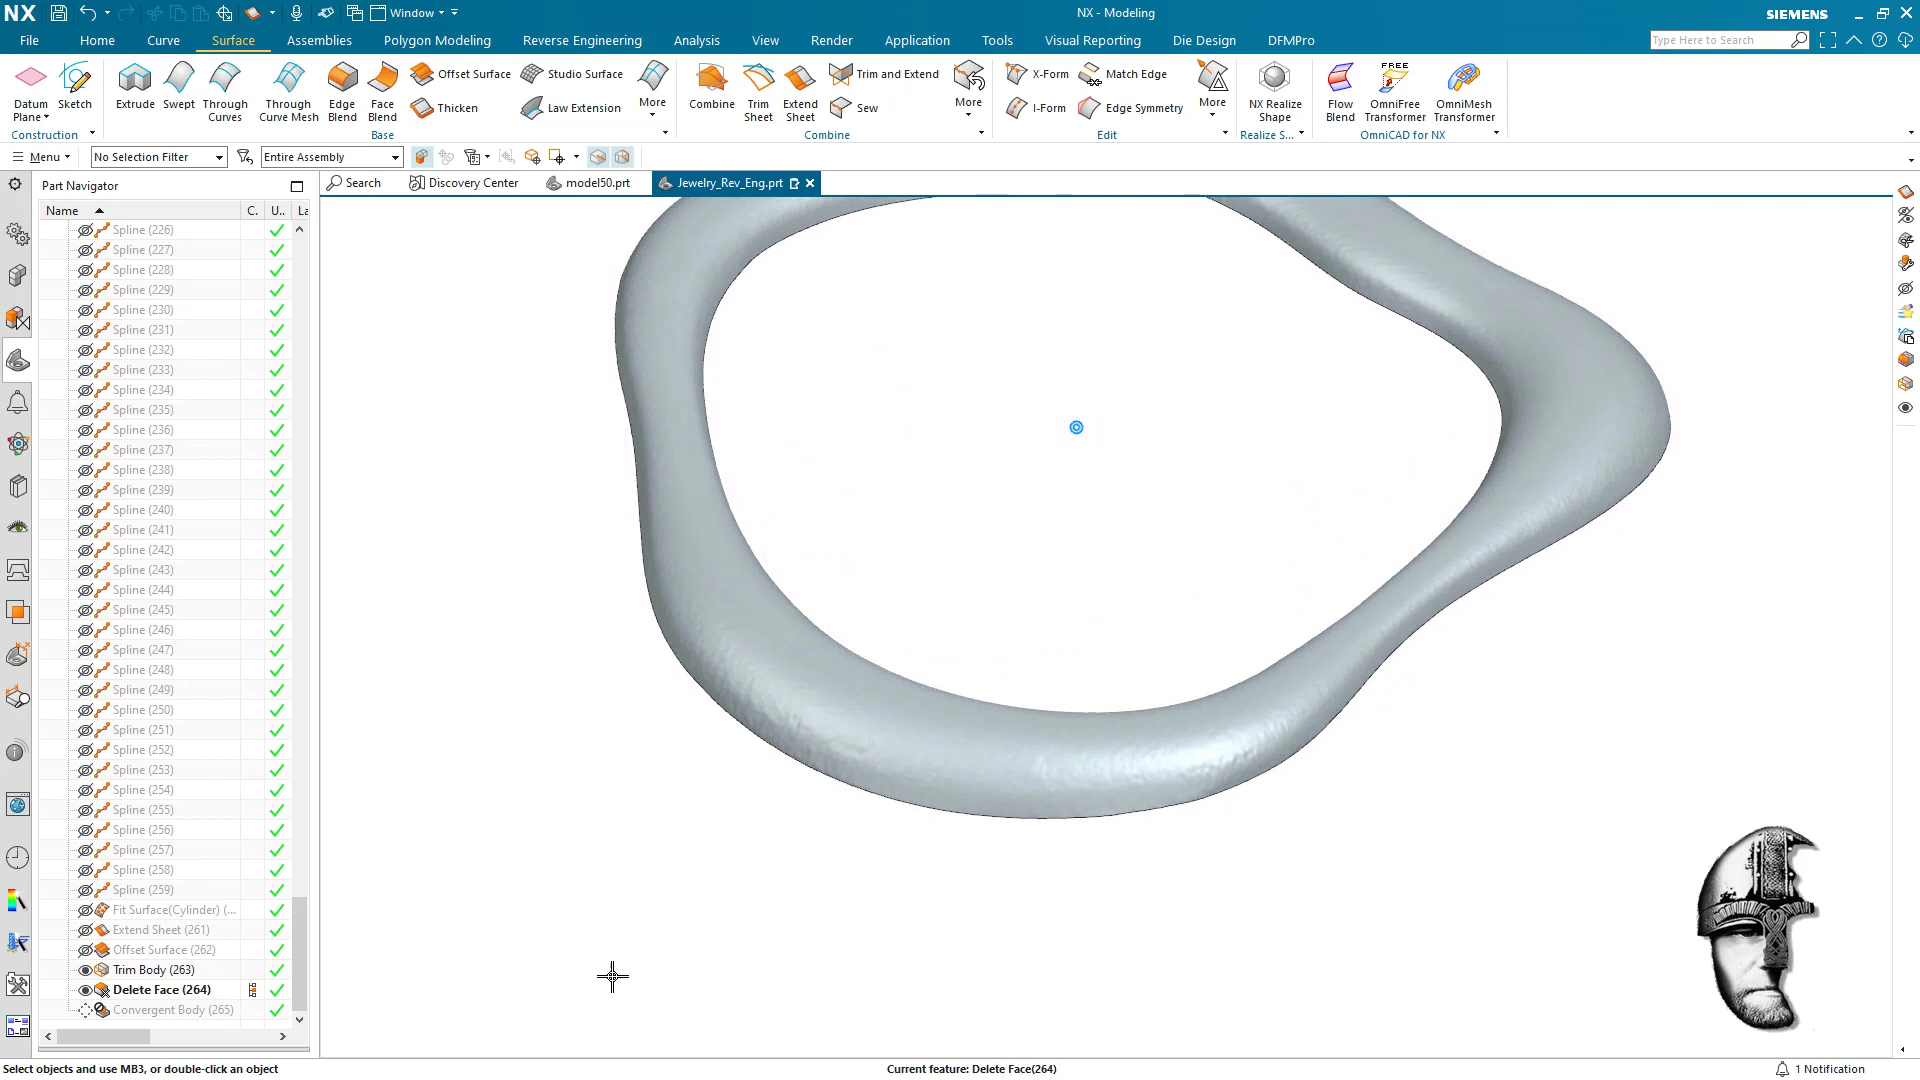 NX
Window
NX - Modeling
SIEMENS
File
Home
Curve
Surface
Assemblies
Polygon Modeling
Reverse Engineering
Analysis
View
Render
Application
Tools
Visual Reporting
Die Design
DFMPro
Type Here to Search
Datum Plane
Sketch
Extrude
Swept
Through Curves
Through Curve Mesh
Edge Blend
Face Blend
Offset Surface
Thicken
Studio Surface
Law Extension
More
Combine
Trim Sheet
Extend Sheet
Trim and Extend
Sew
More
X-Form
I-Form
Match Edge
Edge Symmetry
More
NX Realize Shape
Flow Blend
FREE
OmniFree Transformer
OmniMesh Transformer
Construction
Base
Combine
Edit
Realize S...
OmniCAD for NX
Menu
No Selection Filter
Entire Assembly
Part Navigator
Search
Discovery Center
model50.prt
Jewelry_Rev_Eng.prt
Name
C.
U..
La
Spline (226)
Spline (227)
Spline (228)
Spline (229)
Spline (230)
Spline (231)
Spline (232)
Spline (233)
Spline (234)
Spline (235)
Spline (236)
Spline (237)
Spline (238)
Spline (239)
Spline (240)
Spline (241)
Spline (242)
Spline (243)
Spline (244)
Spline (245)
Spline (246)
Spline (247)
Spline (248)
Spline (249)
Spline (250)
Spline (251)
Spline (252)
Spline (253)
Spline (254)
Spline (255)
Spline (256)
Spline (257)
Spline (258)
Spline (259)
Fit Surface(Cylinder) (...
Extend Sheet (261)
Offset Surface (262)
Trim Body (263)
Delete Face (264)
Convergent Body (265)
Select objects and use MB3, or double-click an object
Current feature: Delete Face(264)
1 Notification